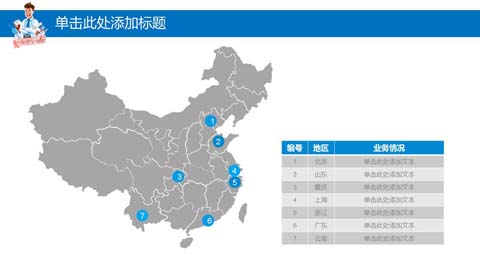 单击此处添加标题
1
2
3
4
5
6
7
编号 地区 业务情况
1 北京 单击此处添加文本
2 山东 单击此处添加文本
3 重庆 单击此处添加文本
4 上海 单击此处添加文本
5 浙江 单击此处添加文本
6 广东 单击此处添加文本
7 云南 单击此处添加文本